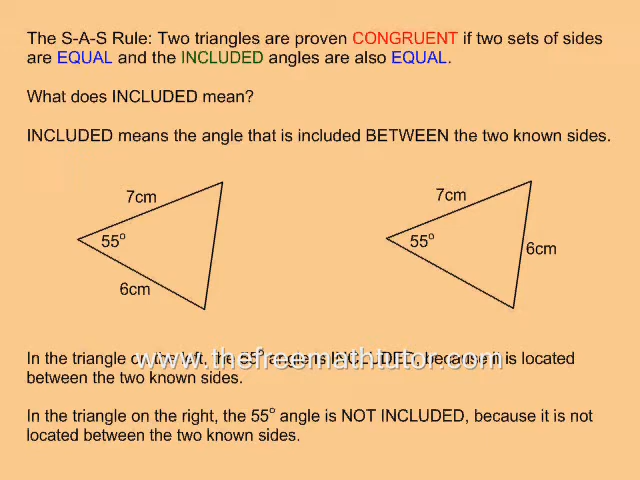 The S-A-S Rule: Two triangles are proven CONGRUENT if two sets of sides
are EQUAL and the INCLUDED angles are also EQUAL.
What does INCLUDED mean?
INCLUDED means the angle that is included BETWEEN the two known sides.
7cm
55°
6cm
7cm
55°
6cm
In the triangle on the left, the 55° angle is INCLUDED, because it is located
www.thefreemathtutor.com
between the two known sides.
In the triangle on the right, the 55° angle is NOT INCLUDED, because it is not
located between the two known sides.